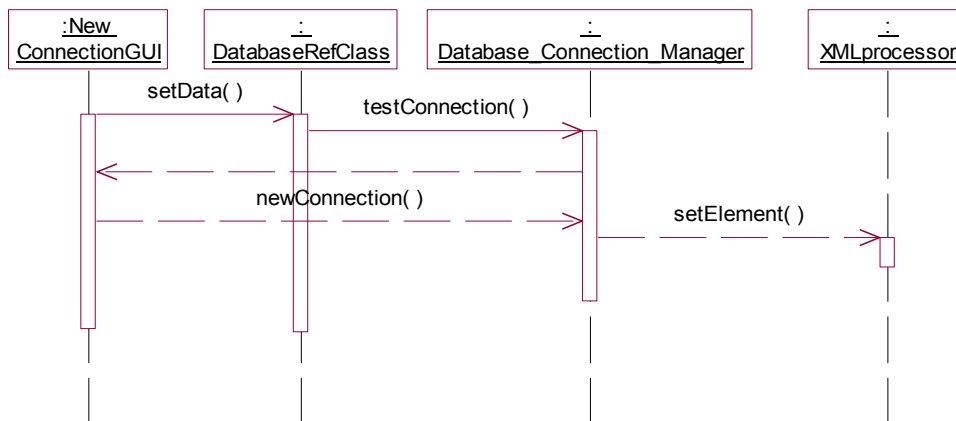 :New
ConnectionGUI
:
DatabaseRefClass
:
Database_Connection_Manager
:
XMLprocessor
setData( )
testConnection( )
newConnection( )
setElement( )